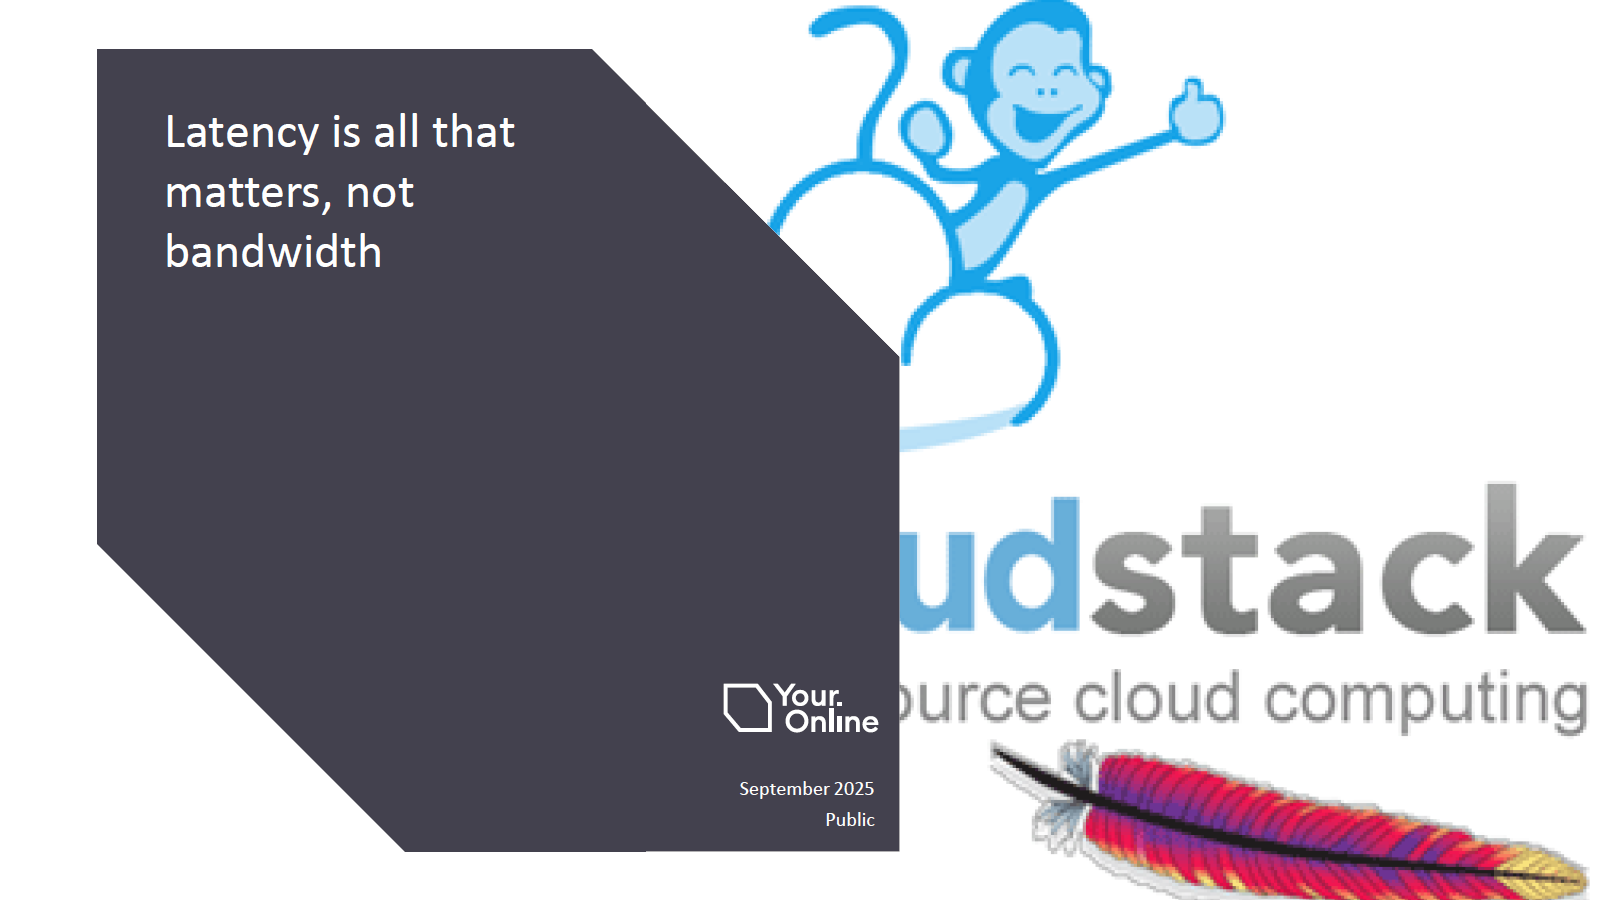 Latency is all that
matters, not
bandwidth
udstack
ource cloud computing
Your.
Online
September 2025
Public